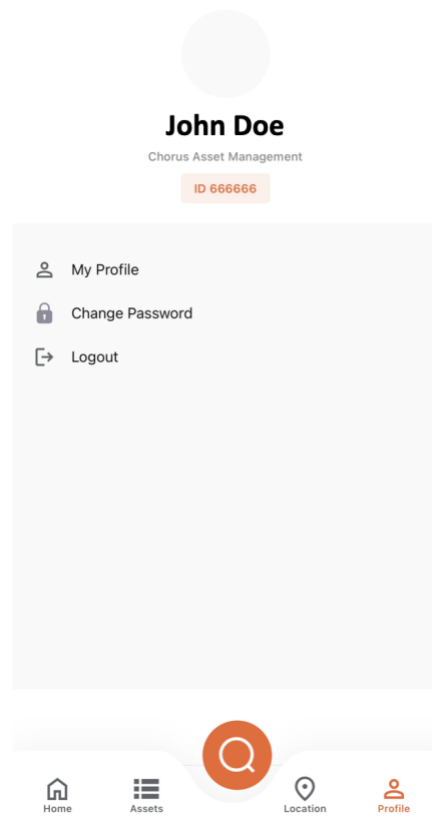 John Doe
Chorus Asset Management
ID 666666
My Profile
Change Password
Logout
Home
Assets
Location
Profile